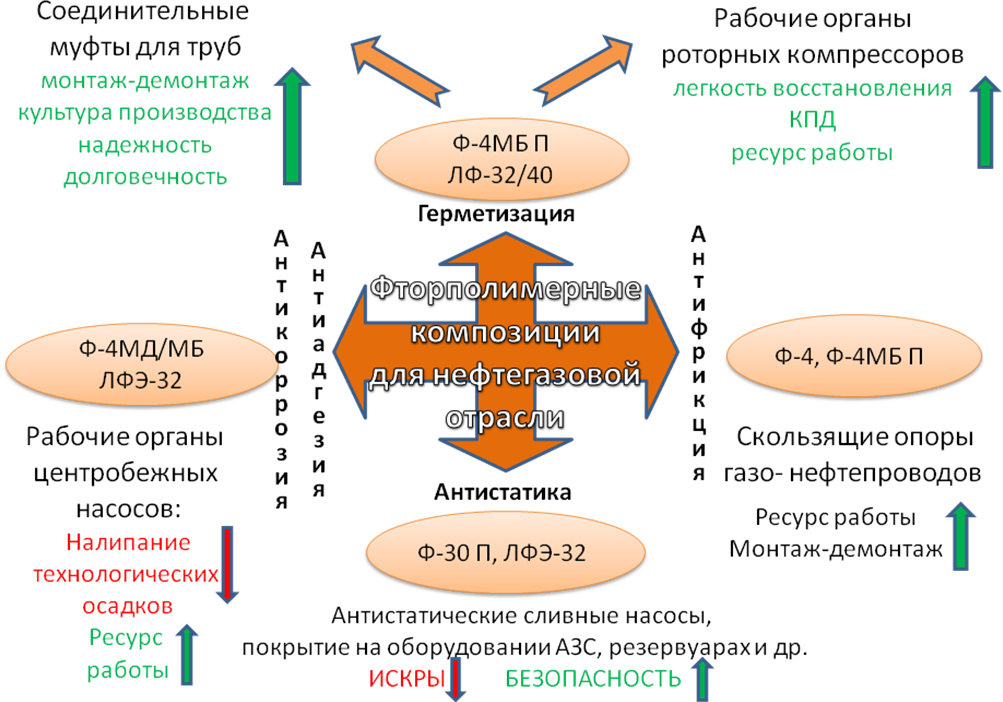 Соединительные
муфты для труб
монтаж-демонтаж
культура производства
надежность
долговечность
Рабочие органы
роторных компрессоров
легкость восстановления
КПД
ресурс работы
Ф-4МБ П
ЛФ-32/40
Герметизация
Антикоррозия
Антиадгезия
Фторполимерные
композиции
для нефтегазовой
отрасли
Антифрикция
Ф-4МД/МБ
ЛФЭ-32
Рабочие органы
центробежных
насосов:
Налипание
технологических
осадков
Ресурс
работы
Ф-4, Ф-4МБ П
Скользящие опоры
газо- нефтепроводов
Ресурс работы
Монтаж-демонтаж
Антистатика
Ф-30 П, ЛФЭ-32
Антистатические сливные насосы,
покрытие на оборудовании АЗС, резервуарах и др.
ИСКРЫ
БЕЗОПАСНОСТЬ